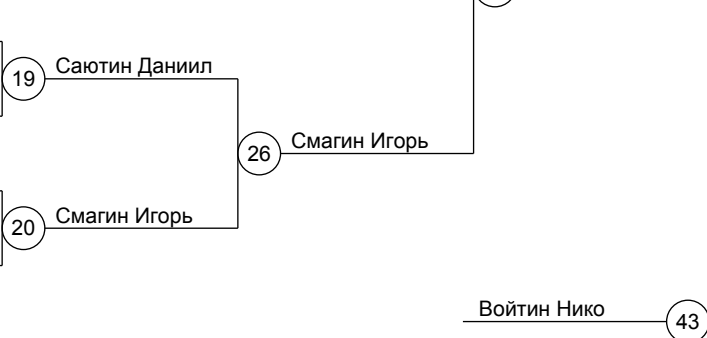 19 Саютин Даниил
26 Смагин Игорь
20 Смагин Игорь
Войтин Нико 43